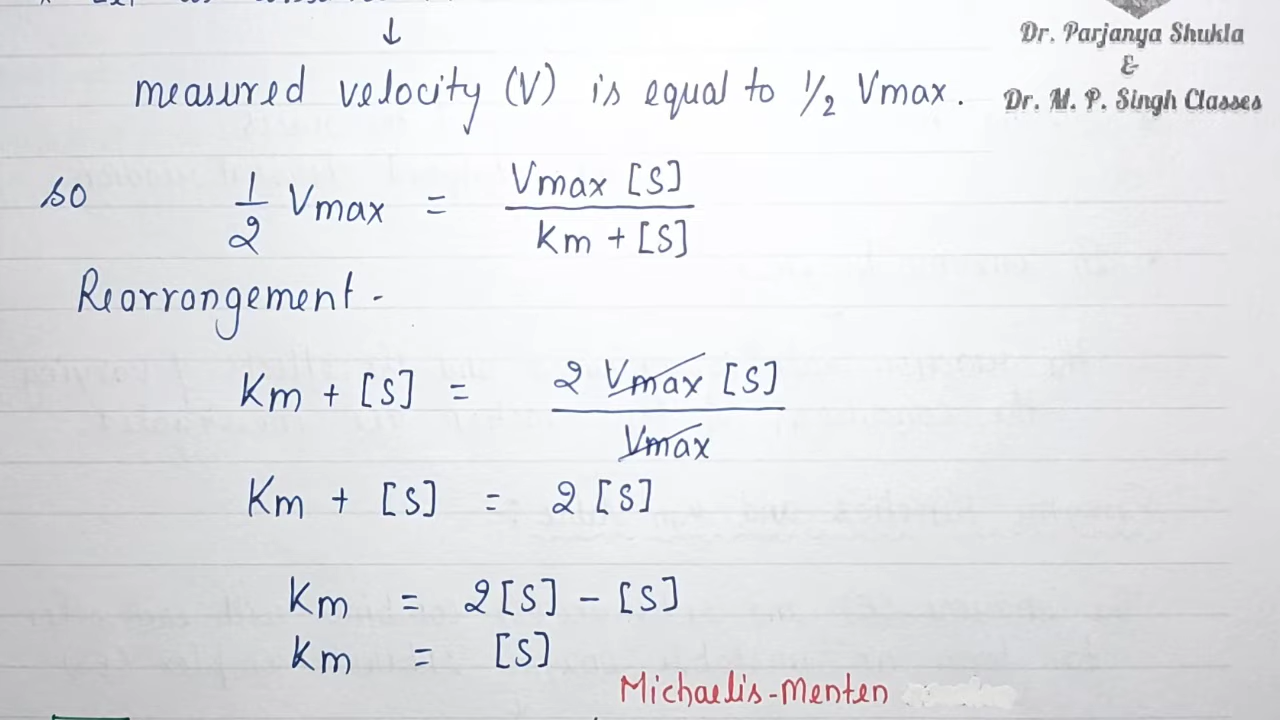 measured velocity (V) is equal to 1/2 Vmax.
Dr. Parjanya Shukla
&
Dr. M. P. Singh Classes
so 1/2 Vmax = Vmax [S] / Km + [S]
Rearrangement -
Km + [S] = 2 Vmax [S] / Vmax
Km + [S] = 2 [S]
Km = 2[S] - [S]
Km = [S]
Michaelis-Menten